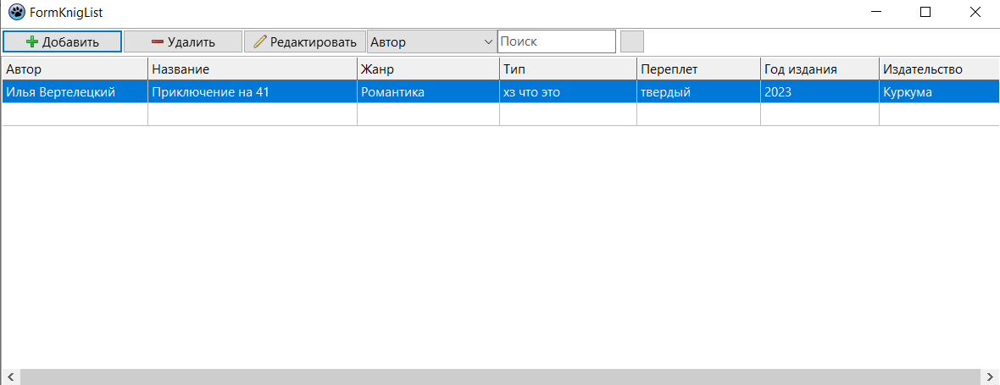 FormKnigList
Добавить Удалить Редактировать Автор Поиск
Автор Название Жанр Тип Переплет Год издания Издательство
Илья Вертелецкий Приключение на 41 Романтика хз что это твердый 2023 Куркума